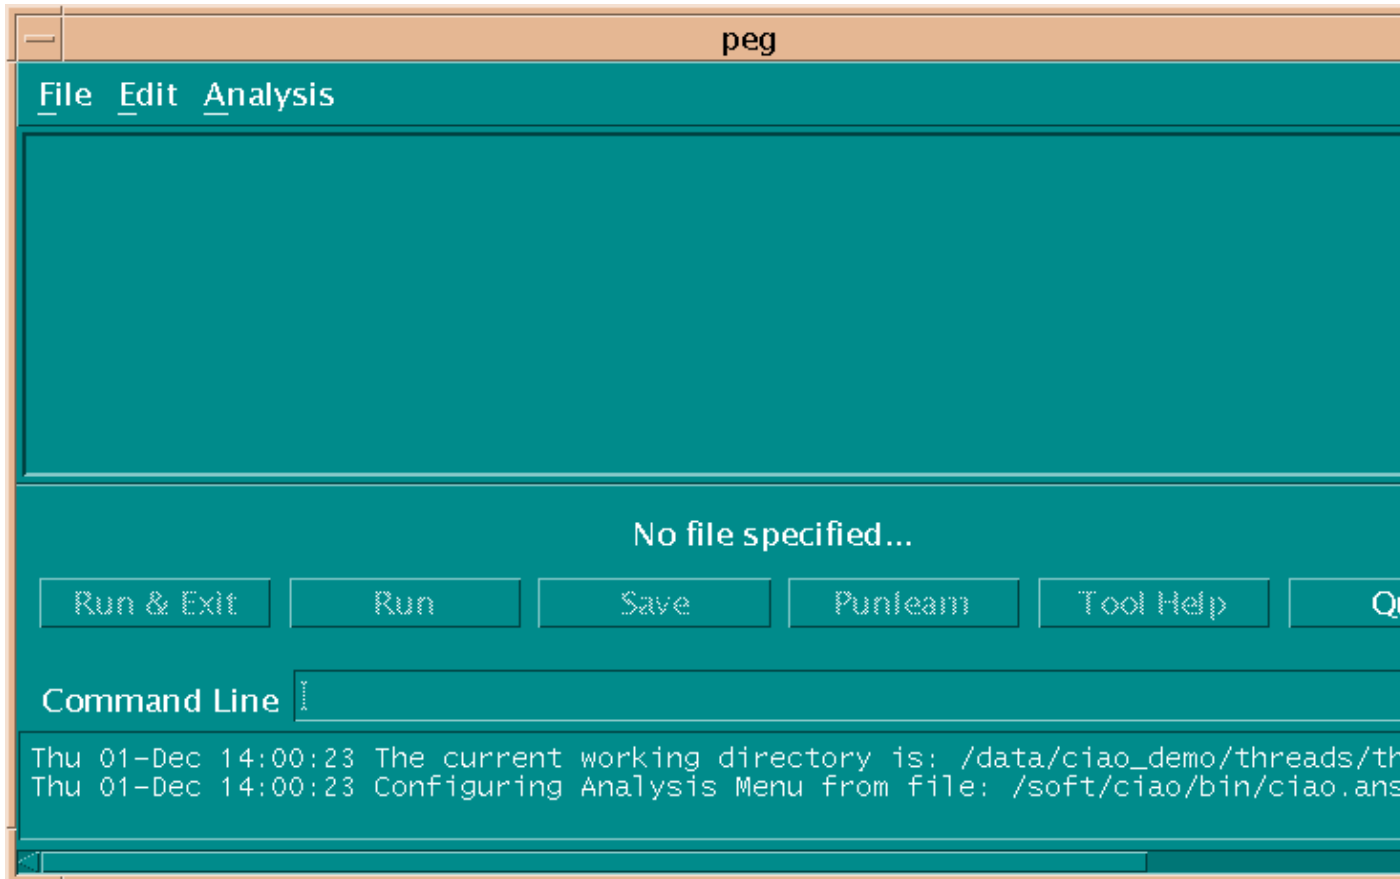 peg
File Edit Analysis
No file specified...
Run & Exit Run Save Punlearn Tool Help
Command Line
Thu 01-Dec 14:00:23 The current working directory is: /data/ciao_demo/threads/th
Thu 01-Dec 14:00:23 Configuring Analysis Menu from file: /soft/ciao/bin/ciao.ans